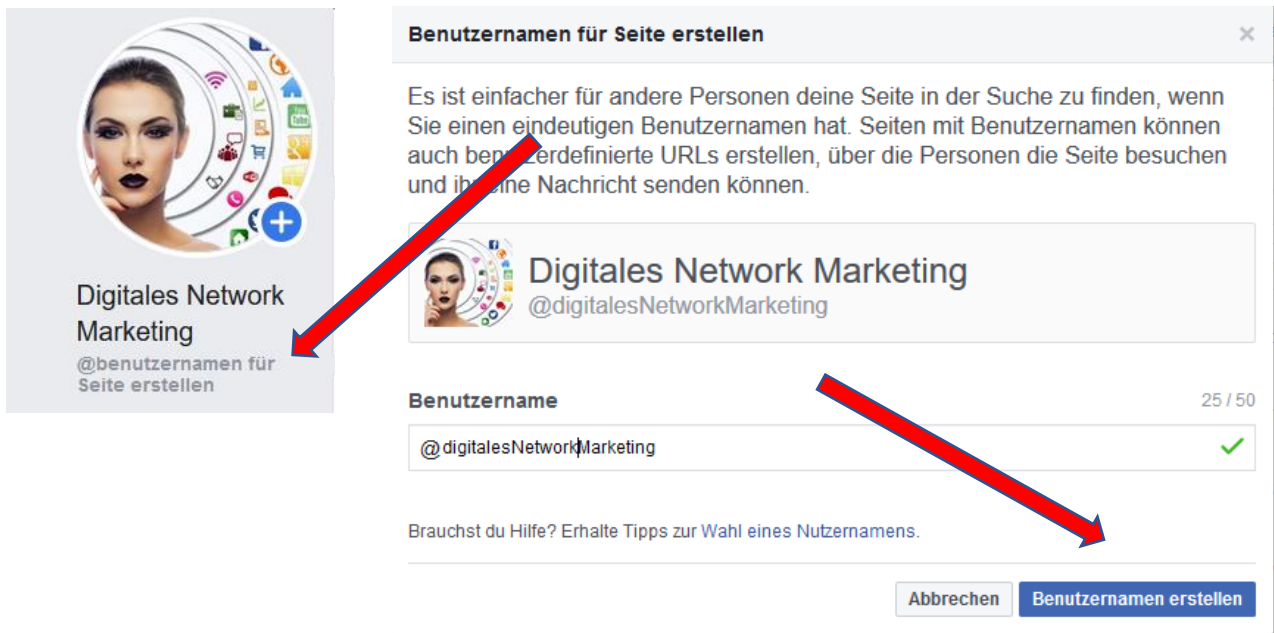 Digitales Network
Marketing
@benutzernamen für
Seite erstellen
Benutzernamen für Seite erstellen
Es ist einfacher für andere Personen deine Seite in der Suche zu finden, wenn
Sie einen eindeutigen Benutzernamen hat. Seiten mit Benutzernamen können
auch erstellen, über die Personen die Seite besuchen
und eine Nachricht senden können.
Digitales Network Marketing
@digitalesNetworkMarketing
Benutzername
25 / 50
@digitalesNetworkMarketing
Brauchst du Hilfe? Erhalte Tipps zur Wahl eines Nutzernamens.
Abbrechen
Benutzernamen erstellen